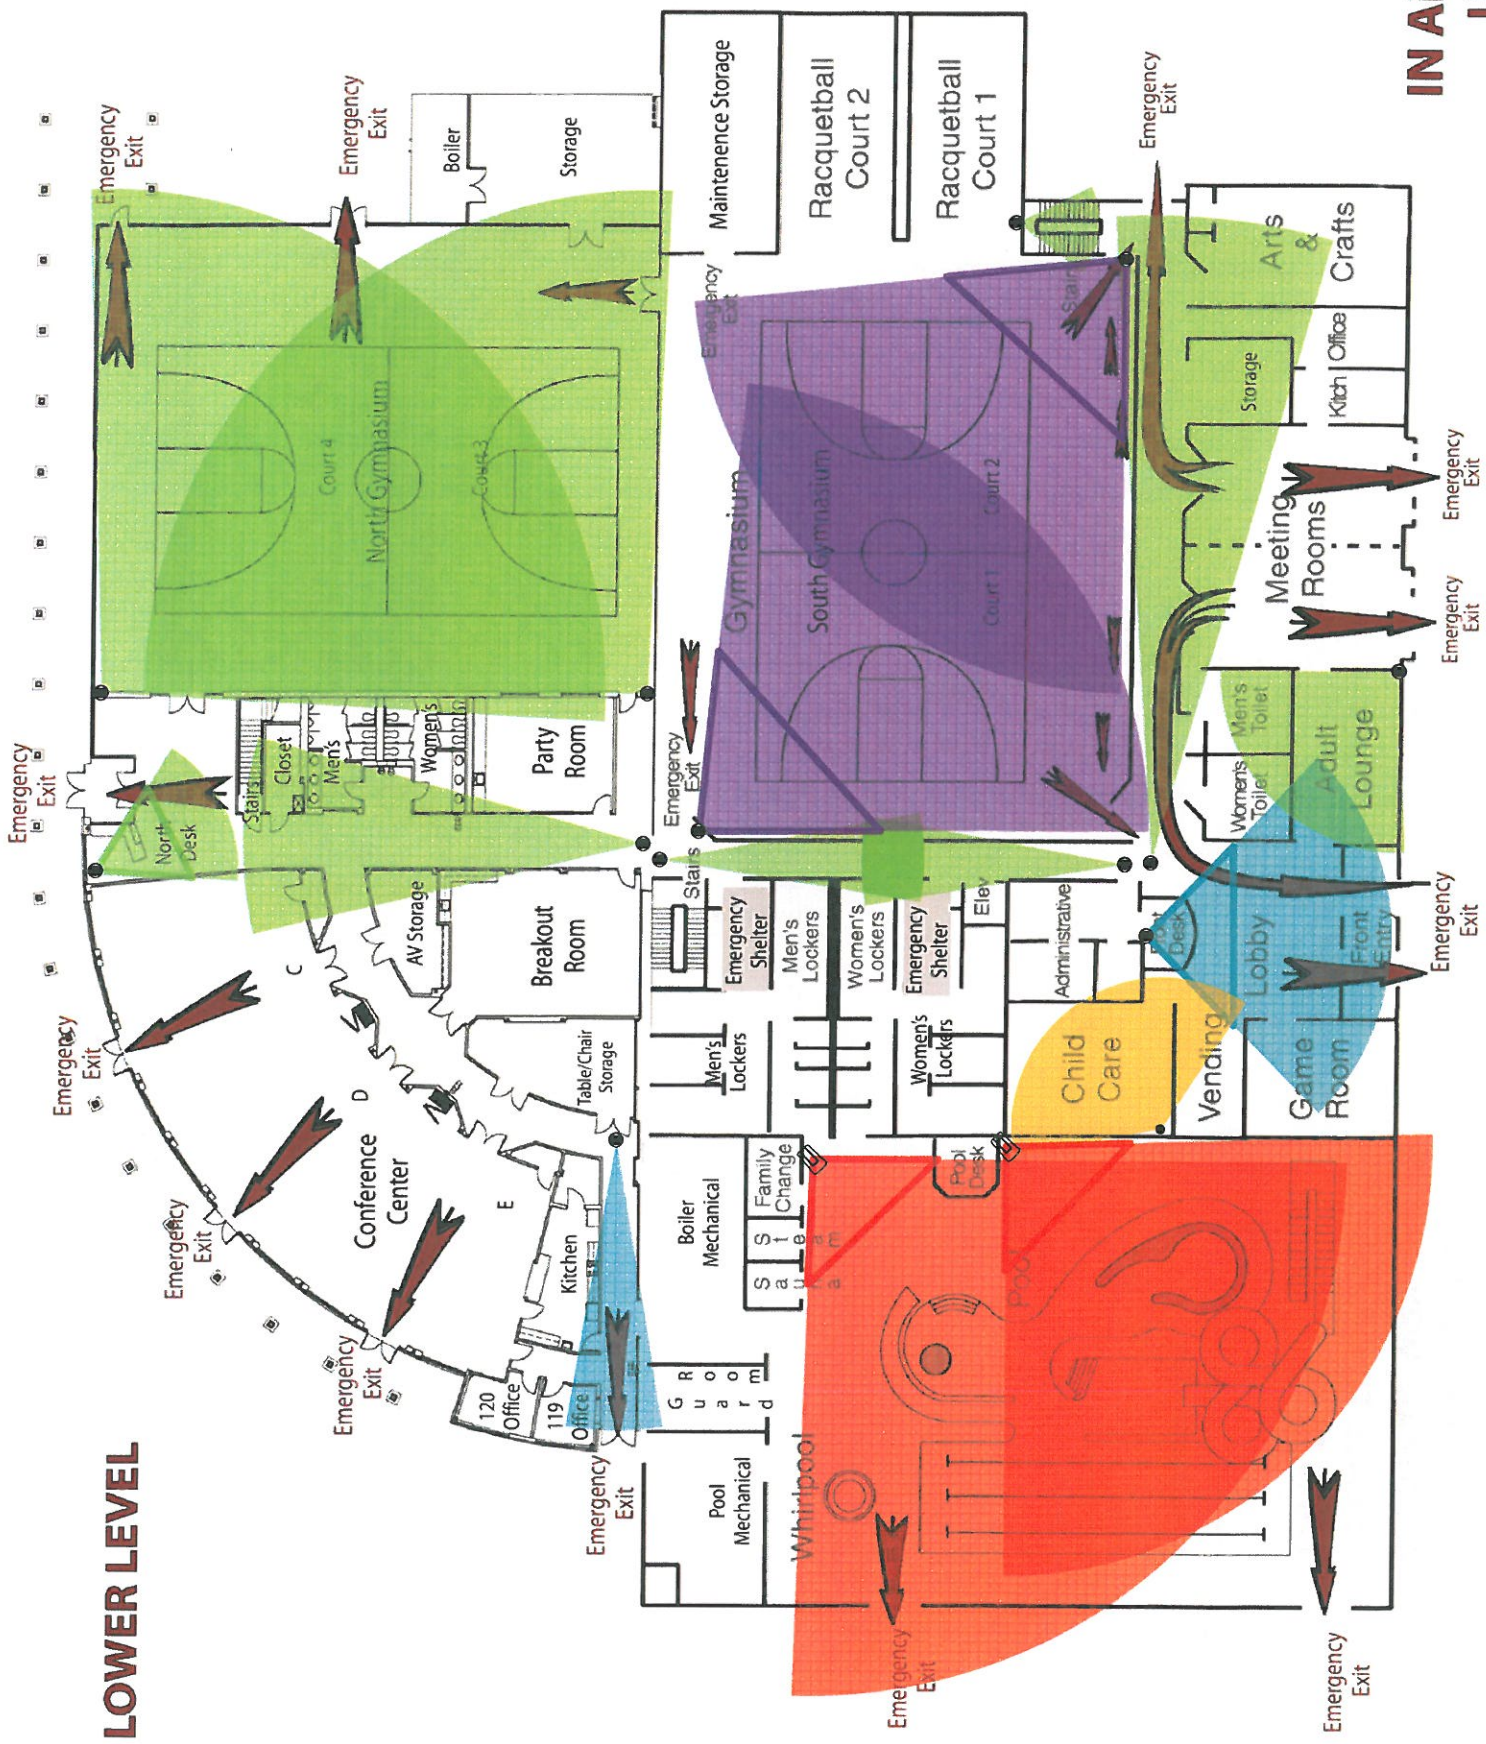 LOWER LEVEL
IN A
Emergency
Exit
Emergency
Exit
Boiler
Storage
Maintenence Storage
Racquetball
Court 2
Racquetball
Court 1
Emergency
Exit
Court 4
North Gymnasium
Court 3
Emergency
Exit
Gymnasium
South Gymnasium
Court 1
Court 2
Stair
Arts
&
Crafts
Office
Kitch
Storage
Meeting
Rooms
Emergency
Exit
Emergency
Exit
Men's
Toilet
Women's
Toilet
Adult
Lounge
Emergency
Exit
North
Desk
Stairs
Closet
Men's
Women's
Party
Room
Emergency
Exit
AV Storage
Breakout
Room
Stairs
Emergency
Shelter
Men's
Lockers
Women's
Lockers
Emergency
Shelter
Elev
Administrative
Desk
Lobby
Front
Entry
Emergency
Exit
Emergency
Exit
C
D
E
Conference
Center
Table/Chair
Storage
Men's
Lockers
Women's
Lockers
Child
Care
Vending
Game
Room
Emergency
Exit
Emergency
Exit
Emergency
Exit
Kitchen
120
Office
119
Office
Emergency
Exit
Boiler
Mechanical
Family
Change
Steam
Sauna
Pool
Desk
Pool
Guard
Room
Pool
Mechanical
Whirlpool
Emergency
Exit
Emergency
Exit